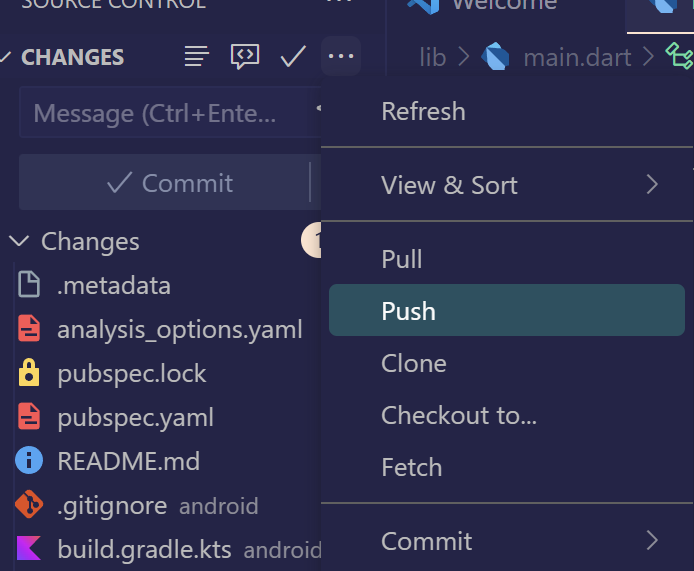 SOURCE CONTROL
Welcome
CHANGES
lib > main.dart >
Message (Ctrl+Ente...
Commit
Changes
.metadata
analysis_options.yaml
pubspec.lock
pubspec.yaml
README.md
.gitignore android
build.gradle.kts android
Refresh
View & Sort
Pull
Push
Clone
Checkout to...
Fetch
Commit